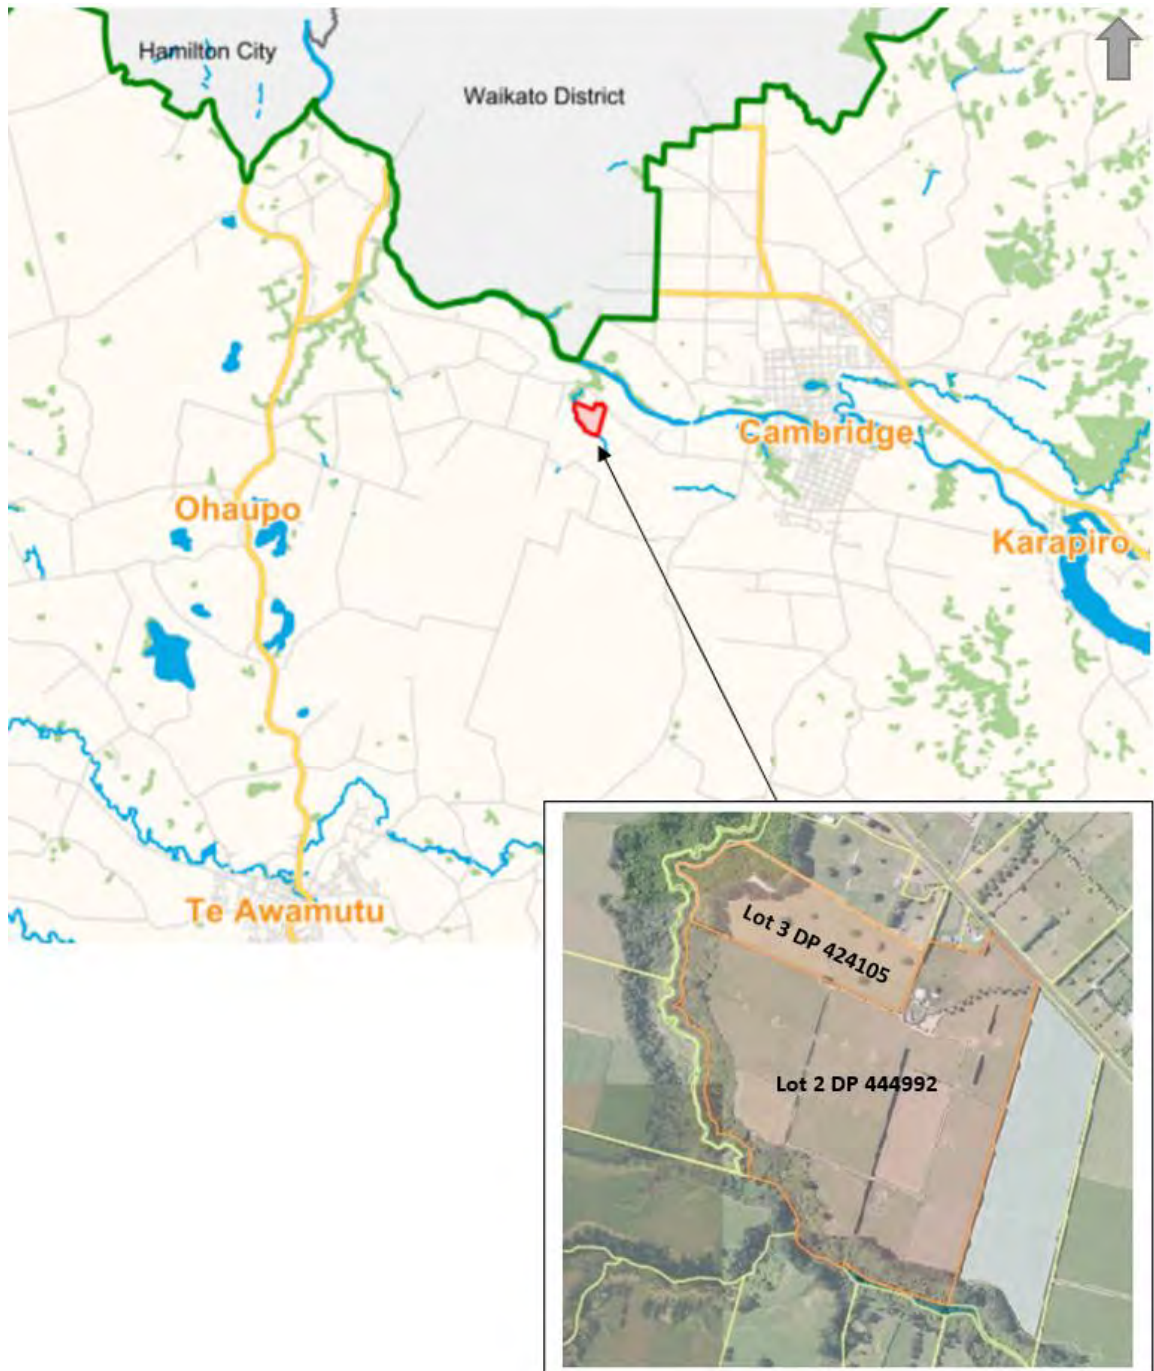 Hamilton City
Waikato District
Cambridge
Ohaupo
Karapiro
Te Awamutu
Lot 3 DP 424105
Lot 2 DP 444992